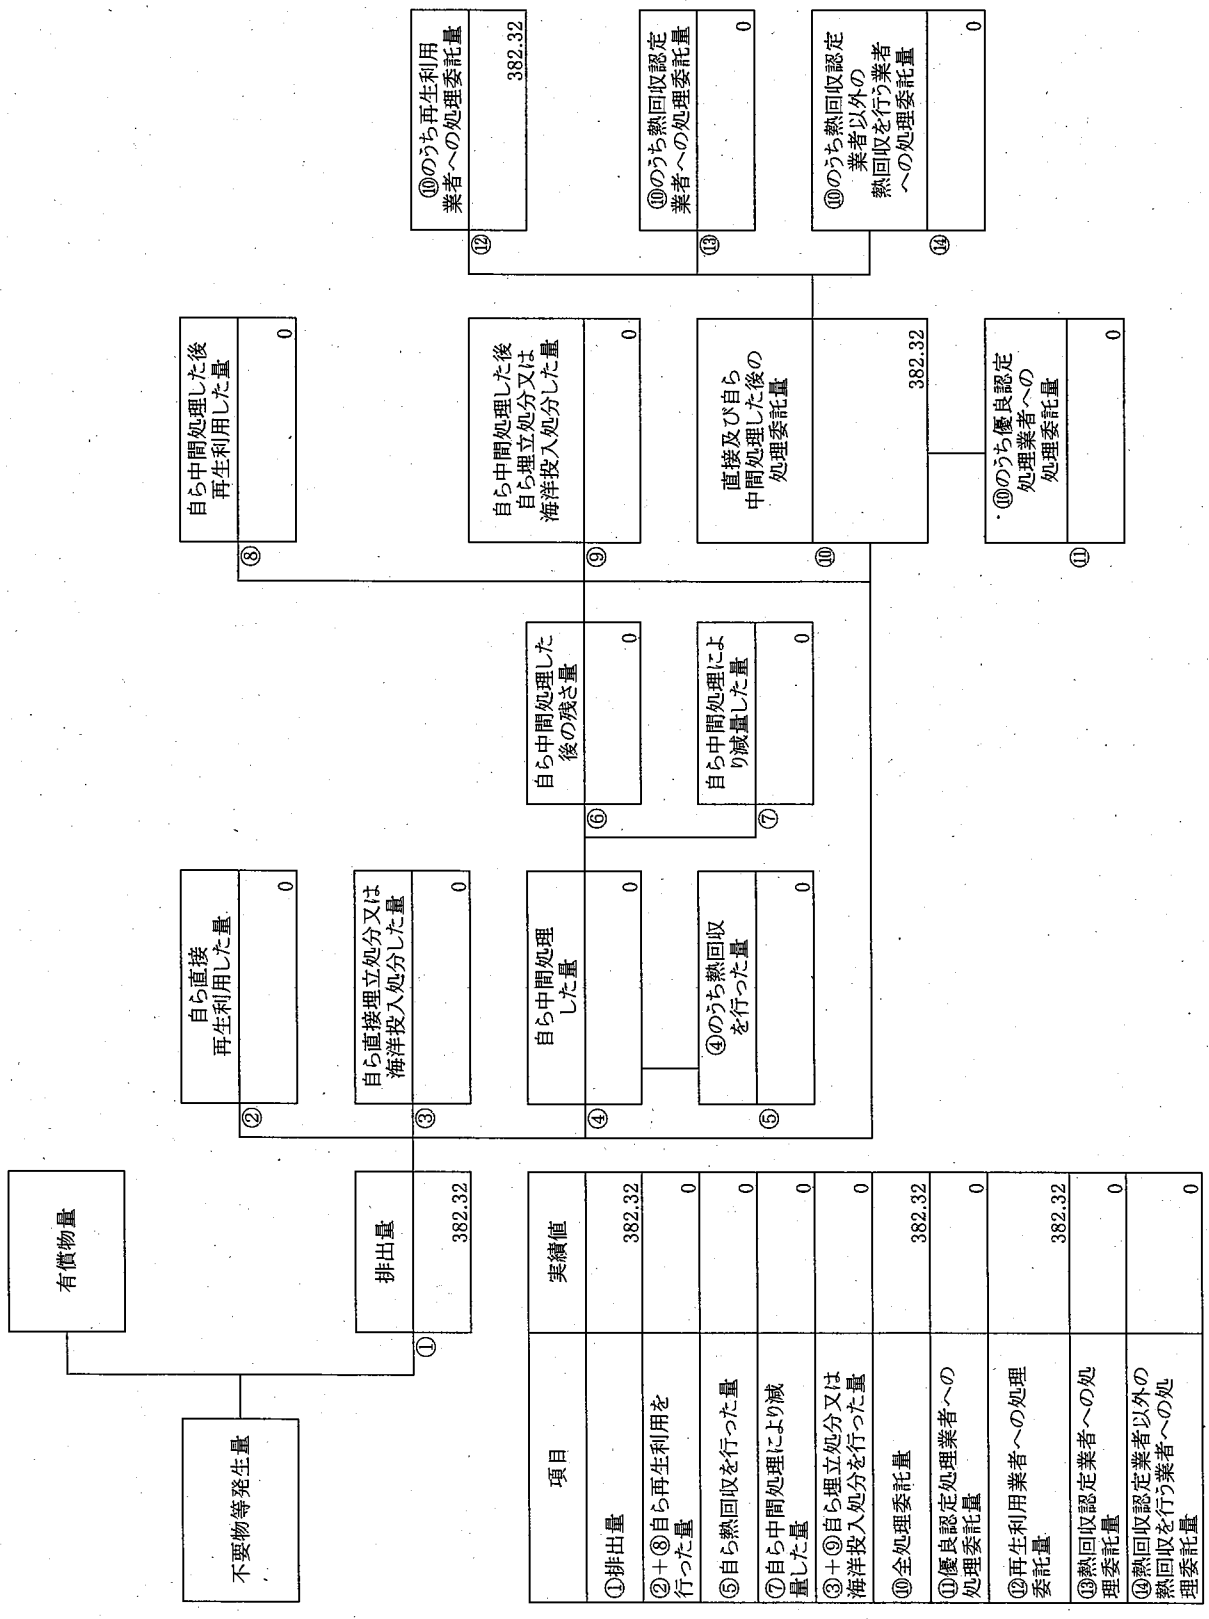 不要物等発生量
有償物量
①
排出量
382.32
②
自ら直接
再生利用した量
0
③
自ら直接埋立処分又は
海洋投入処分した量
0
④
自ら中間処理
した量
0
⑤
④のうち熱回収
を行った量
0
⑥
自ら中間処理した
後の残さ量
0
⑦
自ら中間処理によ
り減量した量
0
⑧
自ら中間処理した後
再生利用した量
0
⑨
自ら中間処理した後
自ら埋立処分又は
海洋投入処分した量
0
⑩
直接及び自ら
中間処理した後の
処理委託量
382.32
⑪
⑩のうち優良認定
処理業者への
処理委託量
0
⑫
⑩のうち再生利用
業者への処理委託量
382.32
⑬
⑩のうち熱回収認定
業者への処理委託量
0
⑭
⑩のうち熱回収認定
業者以外の
熱回収を行う業者
への処理委託量
0
項目 実績値
①排出量 382.32
②+⑧自ら再生利用を
行った量 0
⑤自ら熱回収を行った量 0
⑦自ら中間処理により減
量した量 0
③+⑨自ら埋立処分又は
海洋投入処分を行った量 0
⑩全処理委託量 382.32
⑪優良認定処理業者への
処理委託量 0
⑫再生利用業者への処理
委託量 382.32
⑬熱回収認定業者への処
理委託量 0
⑭熱回収認定業者以外の
熱回収を行う業者への処
理委託量 0